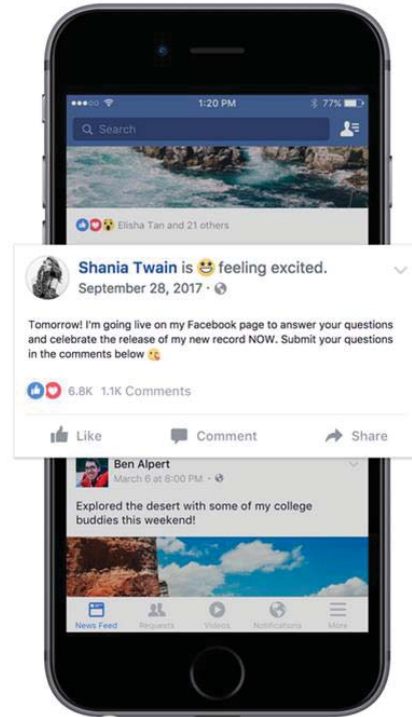 1:20 PM
77%
Search
Elisha Tan and 21 others
Shania Twain is 😃 feeling excited.
September 28, 2017 ·
Tomorrow! I'm going live on my Facebook page to answer your questions
and celebrate the release of my new record NOW. Submit your questions
in the comments below 😘
6.8K 1.1K Comments
Like Comment Share
Ben Alpert
March 6 at 8:00 PM ·
Explored the desert with some of my college
buddies this weekend!
News Feed Requests Videos Notifications More